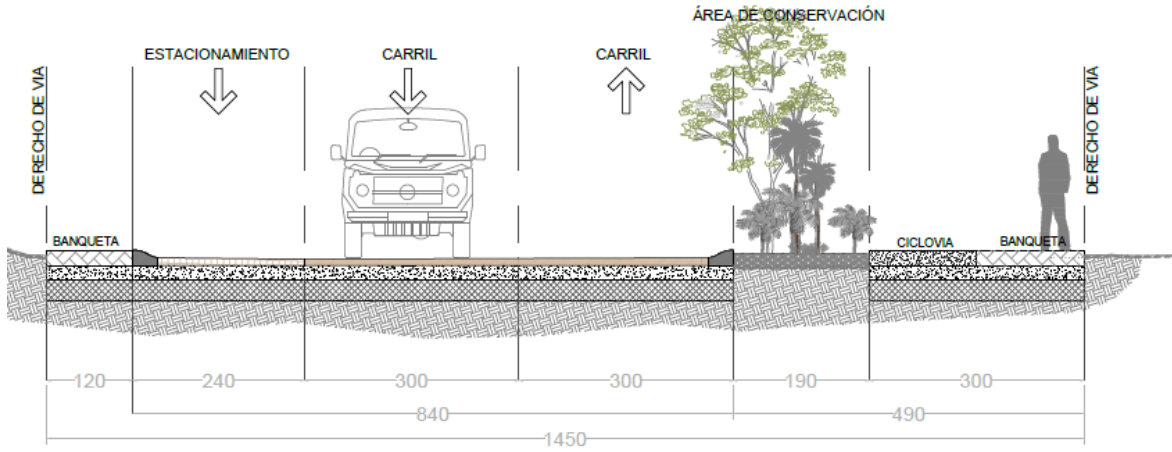 ÁREA DE CONSERVACIÓN
ESTACIONAMIENTO
CARRIL
CARRIL
DERECHO DE VIA
DERECHO DE VIA
BANQUETA
CICLOVIA
BANQUETA
120
240
300
300
190
300
840
490
1450